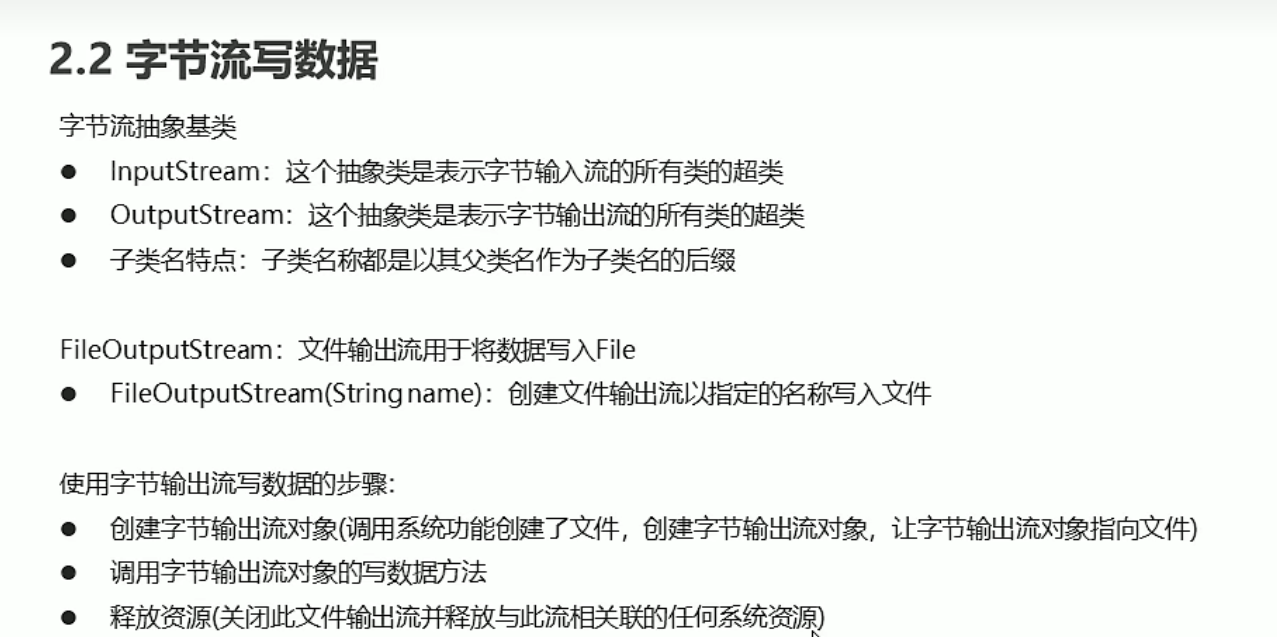 2.2 字节流写数据
字节流抽象基类
● InputStream：这个抽象类是表示字节输入流的所有类的超类
● OutputStream：这个抽象类是表示字节输出流的所有类的超类
● 子类名特点：子类名称都是以其父类名作为子类名的后缀
FileOutputStream：文件输出流用于将数据写入File
● FileOutputStream(String name)：创建文件输出流以指定的名称写入文件
使用字节输出流写数据的步骤:
● 创建字节输出流对象(调用系统功能创建了文件，创建字节输出流对象，让字节输出流对象指向文件)
● 调用字节输出流对象的写数据方法
● 释放资源(关闭此文件输出流并释放与此流相关联的任何系统资源)